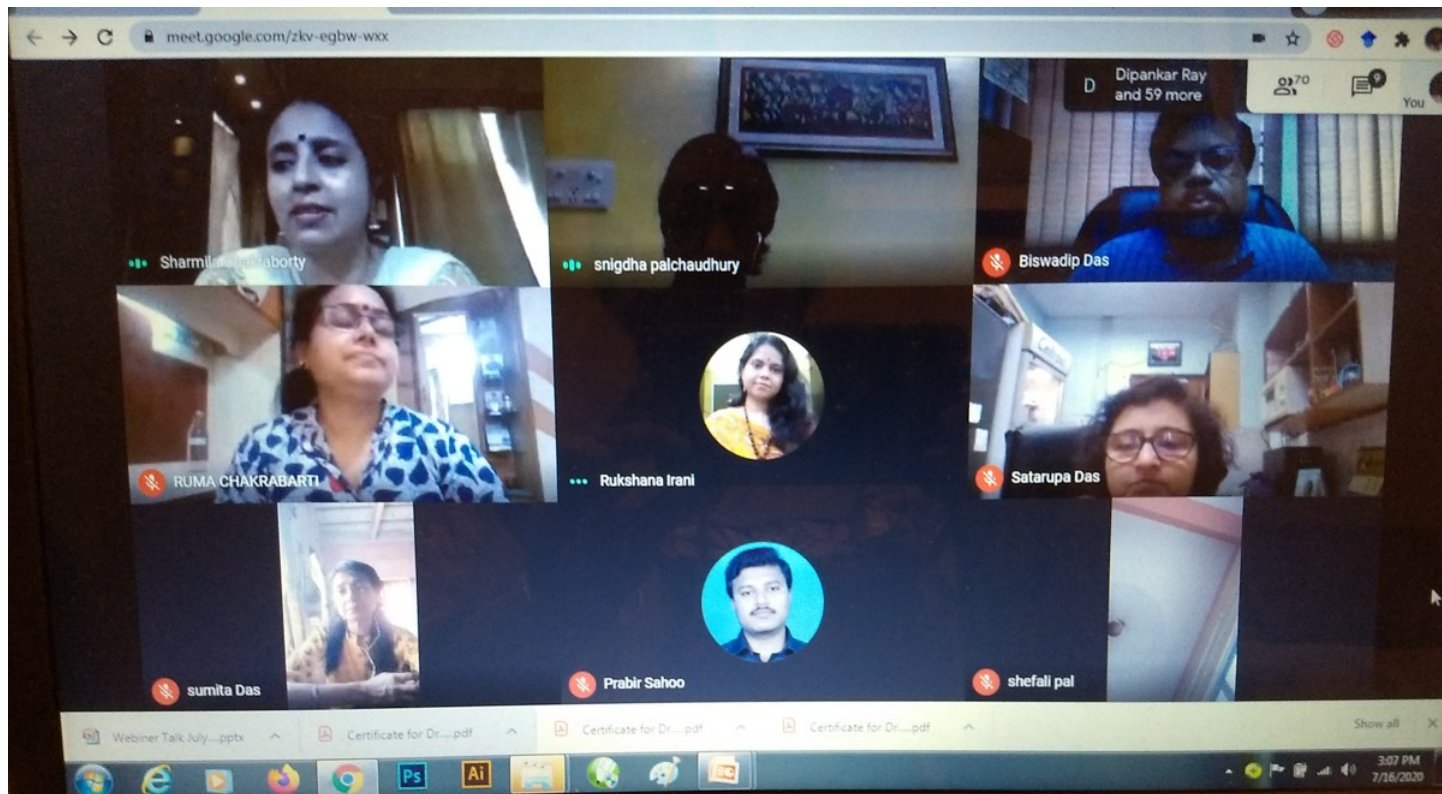 meet.google.com/zkv-egbw-wxx
D
Dipankar Ray
and 59 more
70
9
You
Sharmila Chakraborty
snigdha palchaudhury
Biswadip Das
RUMA CHAKRABARTI
Rukshana Irani
Satarupa Das
sumita Das
Prabir Sahoo
shefali pal
Webiner Talk July....pptx
Certificate for Dr.....pdf
Certificate for Dr.....pdf
Certificate for Dr.....pdf
Show all
Ps
Ai
3:07 PM
7/16/2020